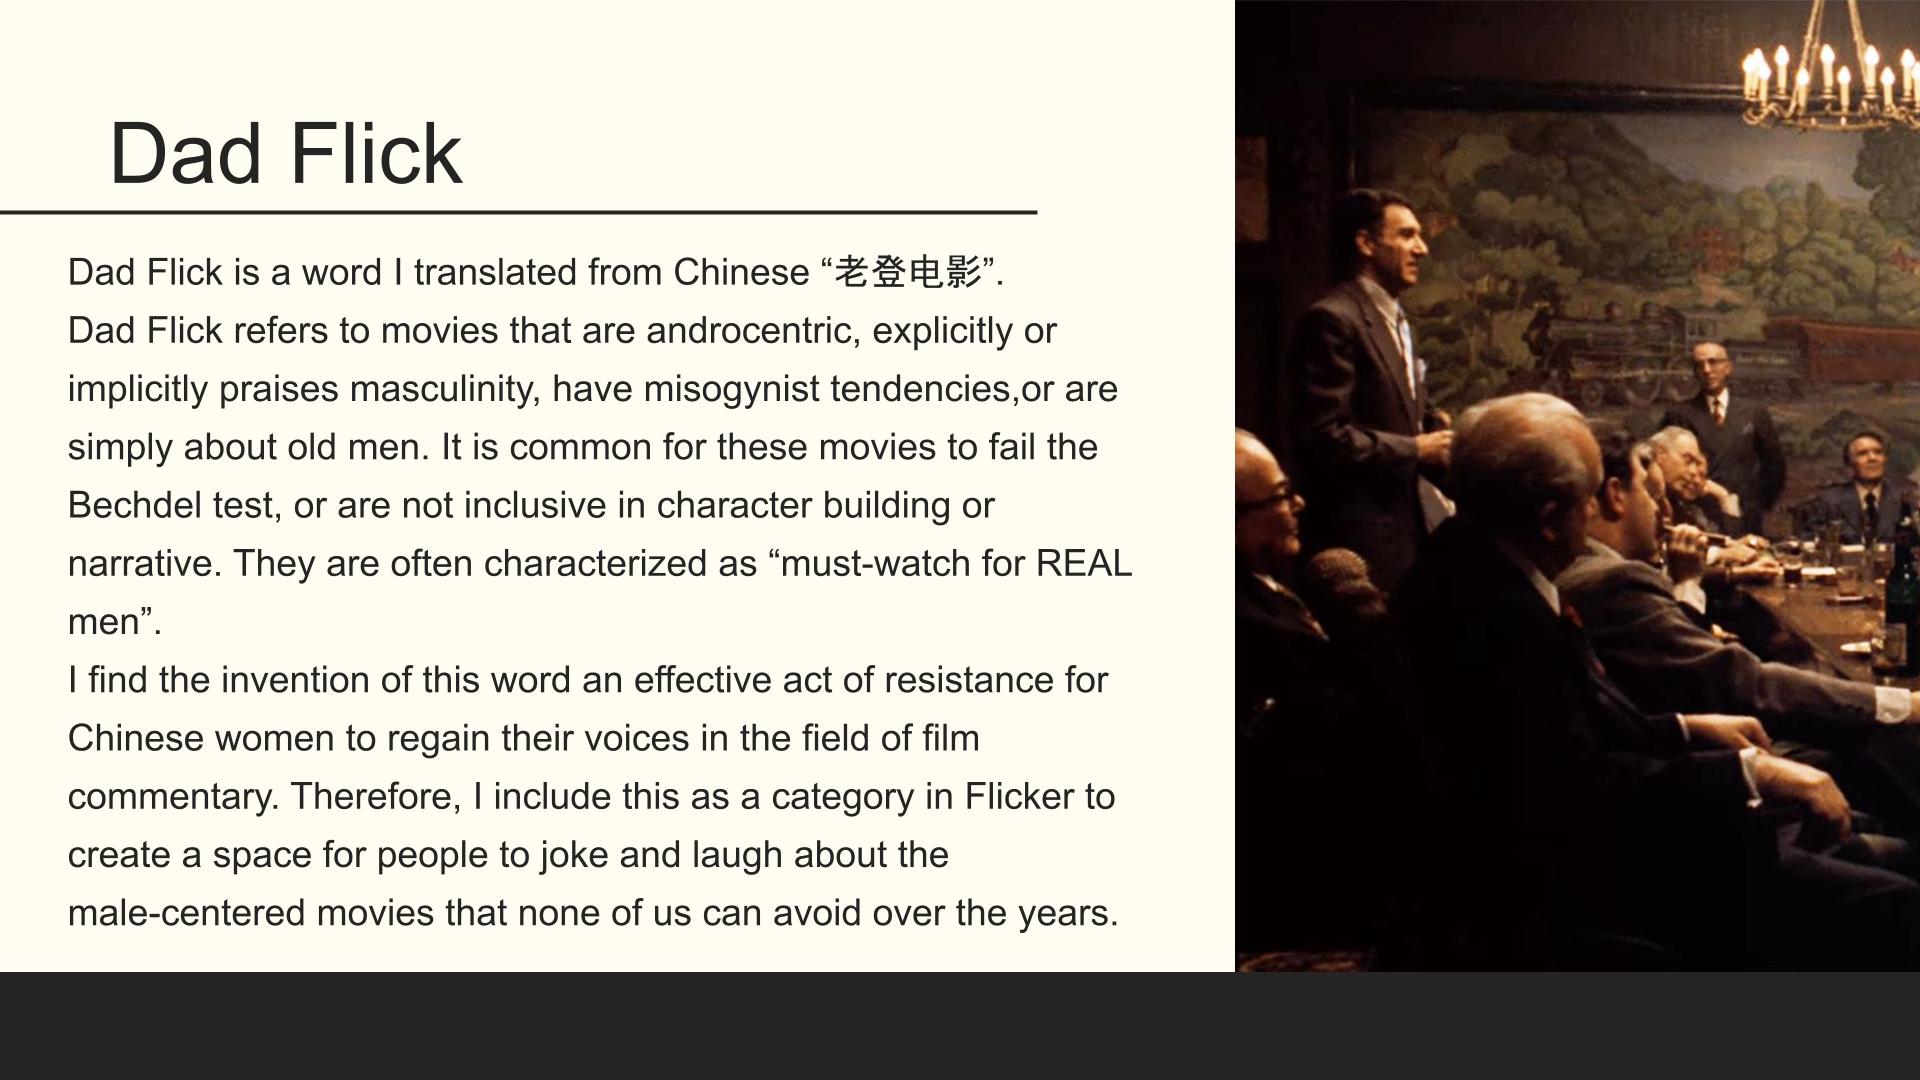 Dad Flick
Dad Flick is a word I translated from Chinese “老登电影”.
Dad Flick refers to movies that are androcentric, explicitly or
implicitly praises masculinity, have misogynist tendencies,or are
simply about old men. It is common for these movies to fail the
Bechdel test, or are not inclusive in character building or
narrative. They are often characterized as “must-watch for REAL
men”.
I find the invention of this word an effective act of resistance for
Chinese women to regain their voices in the field of film
commentary. Therefore, I include this as a category in Flicker to
create a space for people to joke and laugh about the
male-centered movies that none of us can avoid over the years.